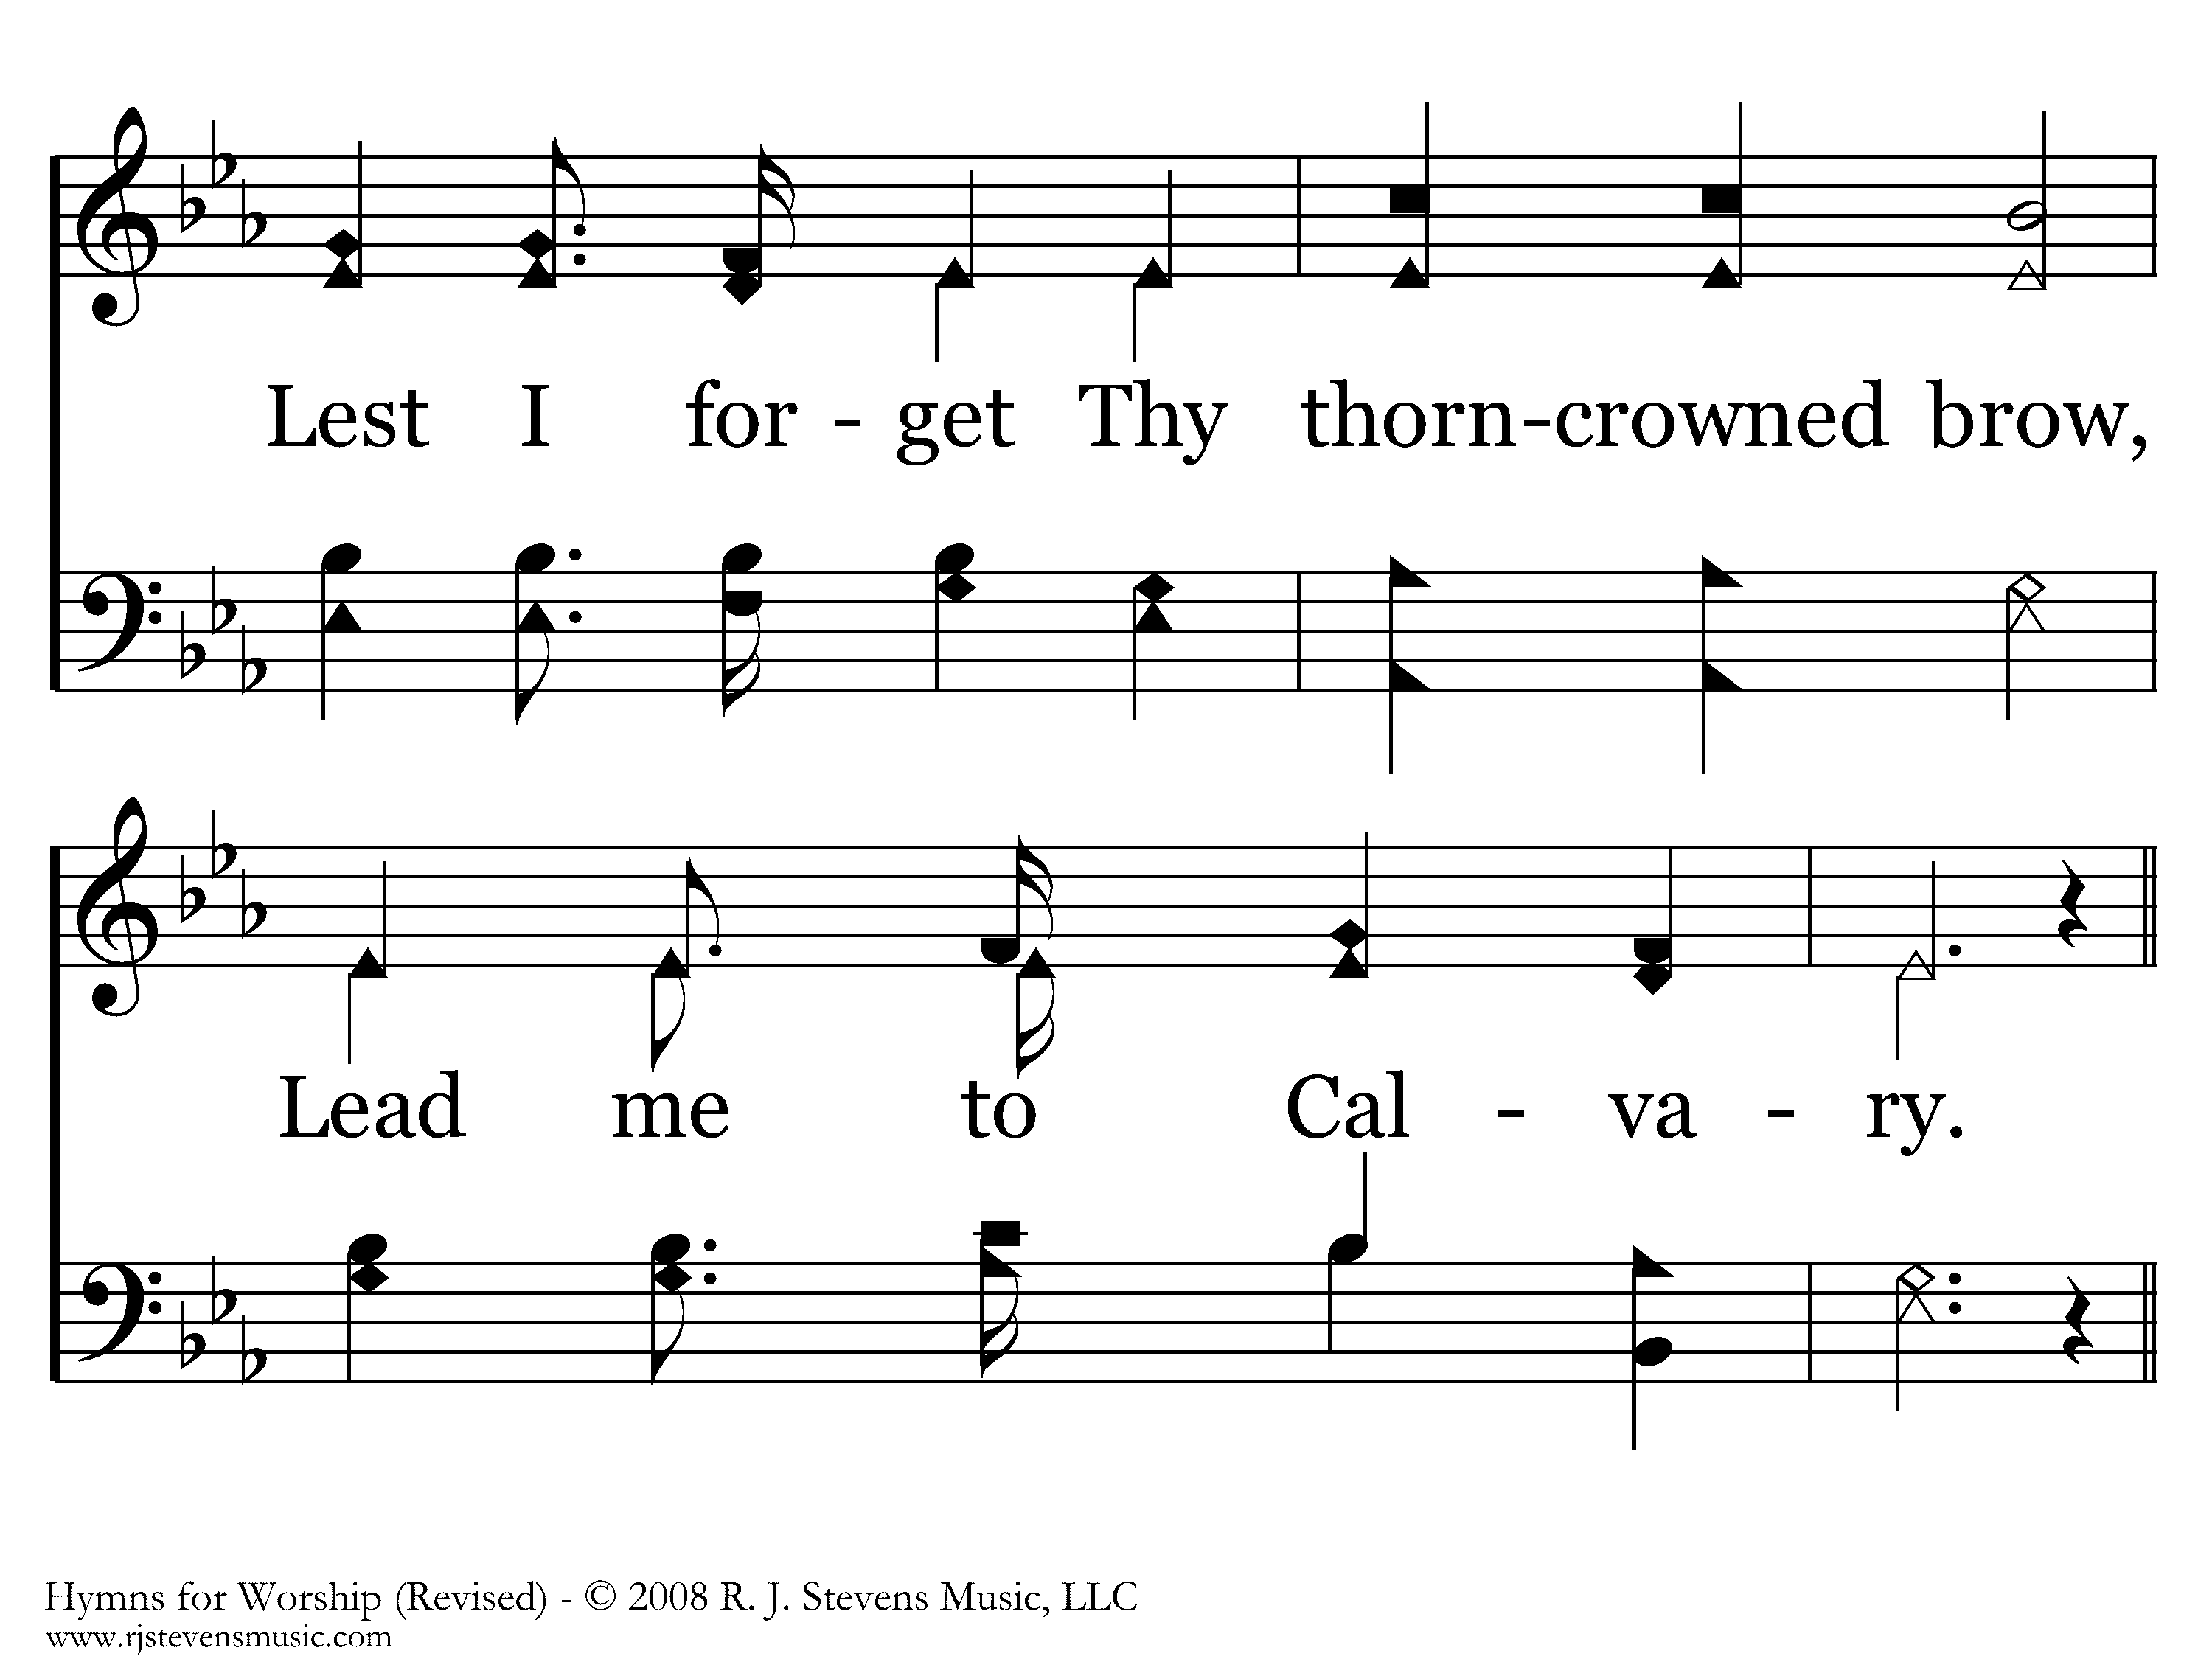 Lest I for - get Thy thorn-crowned brow,
Lead me to Cal - va - ry.
Hymns for Worship (Revised) - © 2008 R. J. Stevens Music, LLC
www.rjstevensmusic.com